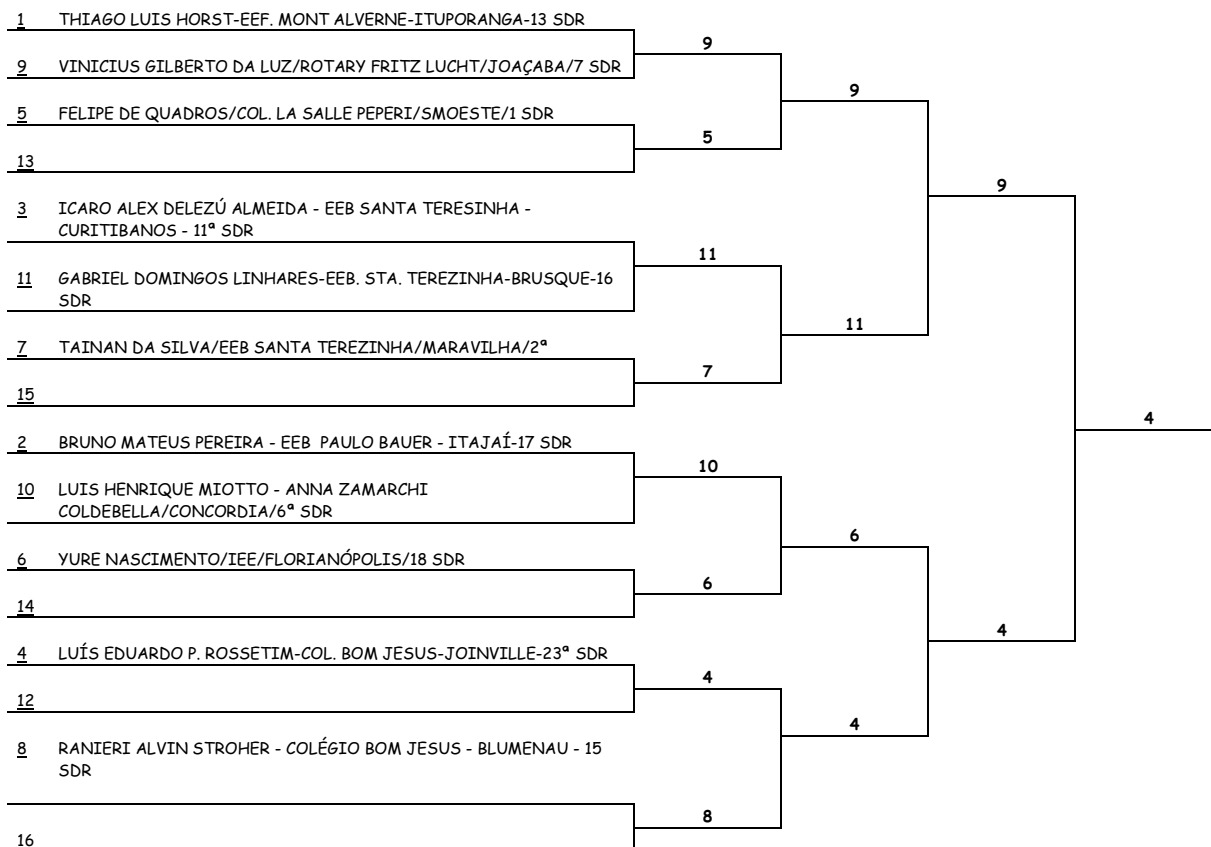 1 THIAGO LUIS HORST-EEF. MONT ALVERNE-ITUPORANGA-13 SDR
9
9 VINICIUS GILBERTO DA LUZ/ROTARY FRITZ LUCHT/JOAÇABA/7 SDR
9
5 FELIPE DE QUADROS/COL. LA SALLE PEPERI/SMOESTE/1 SDR
5
13
9
3 ICARO ALEX DELEZÚ ALMEIDA - EEB SANTA TERESINHA -
CURITIBANOS - 11ª SDR
11
11 GABRIEL DOMINGOS LINHARES-EEB. STA. TEREZINHA-BRUSQUE-16
SDR
11
7 TAINAN DA SILVA/EEB SANTA TEREZINHA/MARAVILHA/2ª
7
15
4
2 BRUNO MATEUS PEREIRA - EEB PAULO BAUER - ITAJAÍ-17 SDR
10
10 LUIS HENRIQUE MIOTTO - ANNA ZAMARCHI
COLDEBELLA/CONCORDIA/6ª SDR
6
6 YURE NASCIMENTO/IEE/FLORIANÓPOLIS/18 SDR
6
14
4
4 LUÍS EDUARDO P. ROSSETIM-COL. BOM JESUS-JOINVILLE-23ª SDR
4
12
4
8 RANIERI ALVIN STROHER - COLÉGIO BOM JESUS - BLUMENAU - 15
SDR
8
16